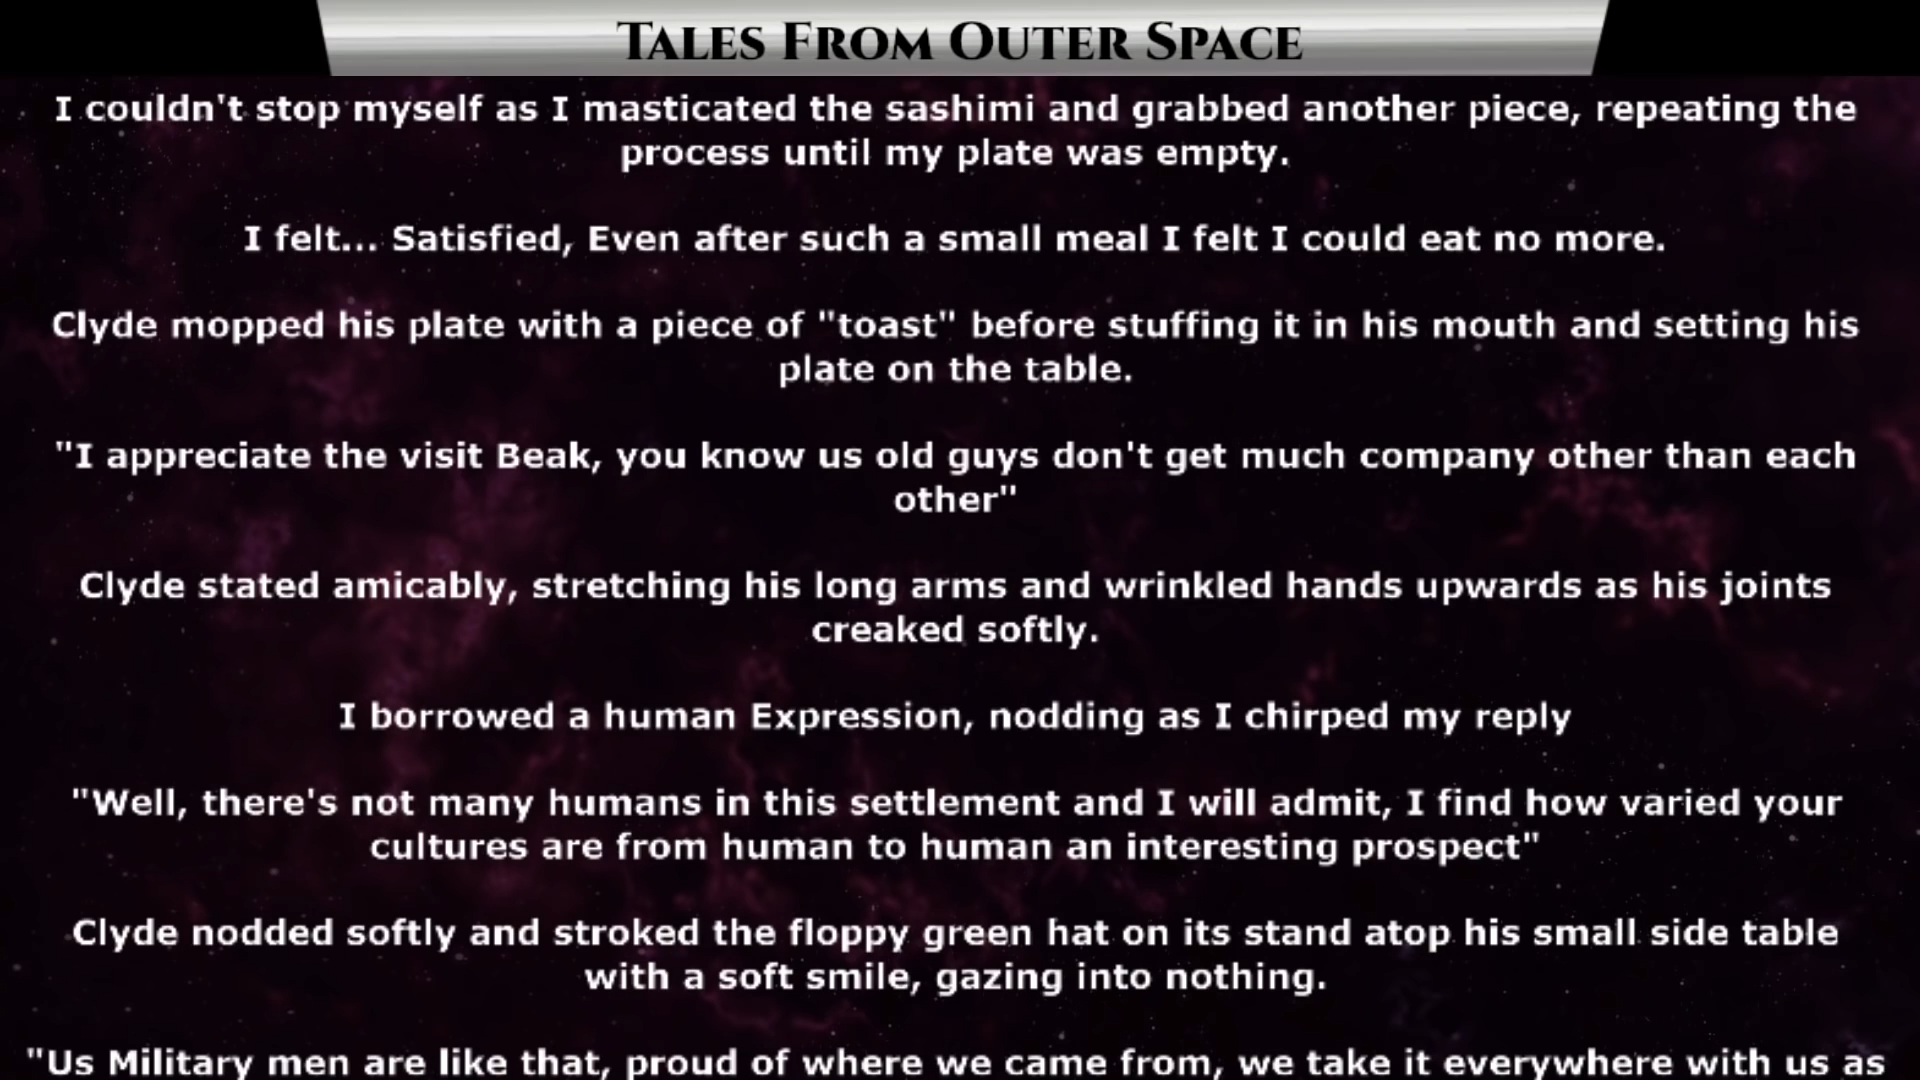 Tales From Outer Space
I couldn't stop myself as I masticated the sashimi and grabbed another piece, repeating the
process until my plate was empty.
I felt... Satisfied, Even after such a small meal I felt I could eat no more.
Clyde mopped his plate with a piece of "toast" before stuffing it in his mouth and setting his
plate on the table.
"I appreciate the visit Beak, you know us old guys don't get much company other than each
other"
Clyde stated amicably, stretching his long arms and wrinkled hands upwards as his joints
creaked softly.
I borrowed a human Expression, nodding as I chirped my reply
"Well, there's not many humans in this settlement and I will admit, I find how varied your
cultures are from human to human an interesting prospect"
Clyde nodded softly and stroked the floppy green hat on its stand atop his small side table
with a soft smile, gazing into nothing.
"Us Military men are like that, proud of where we came from, we take it everywhere with us as